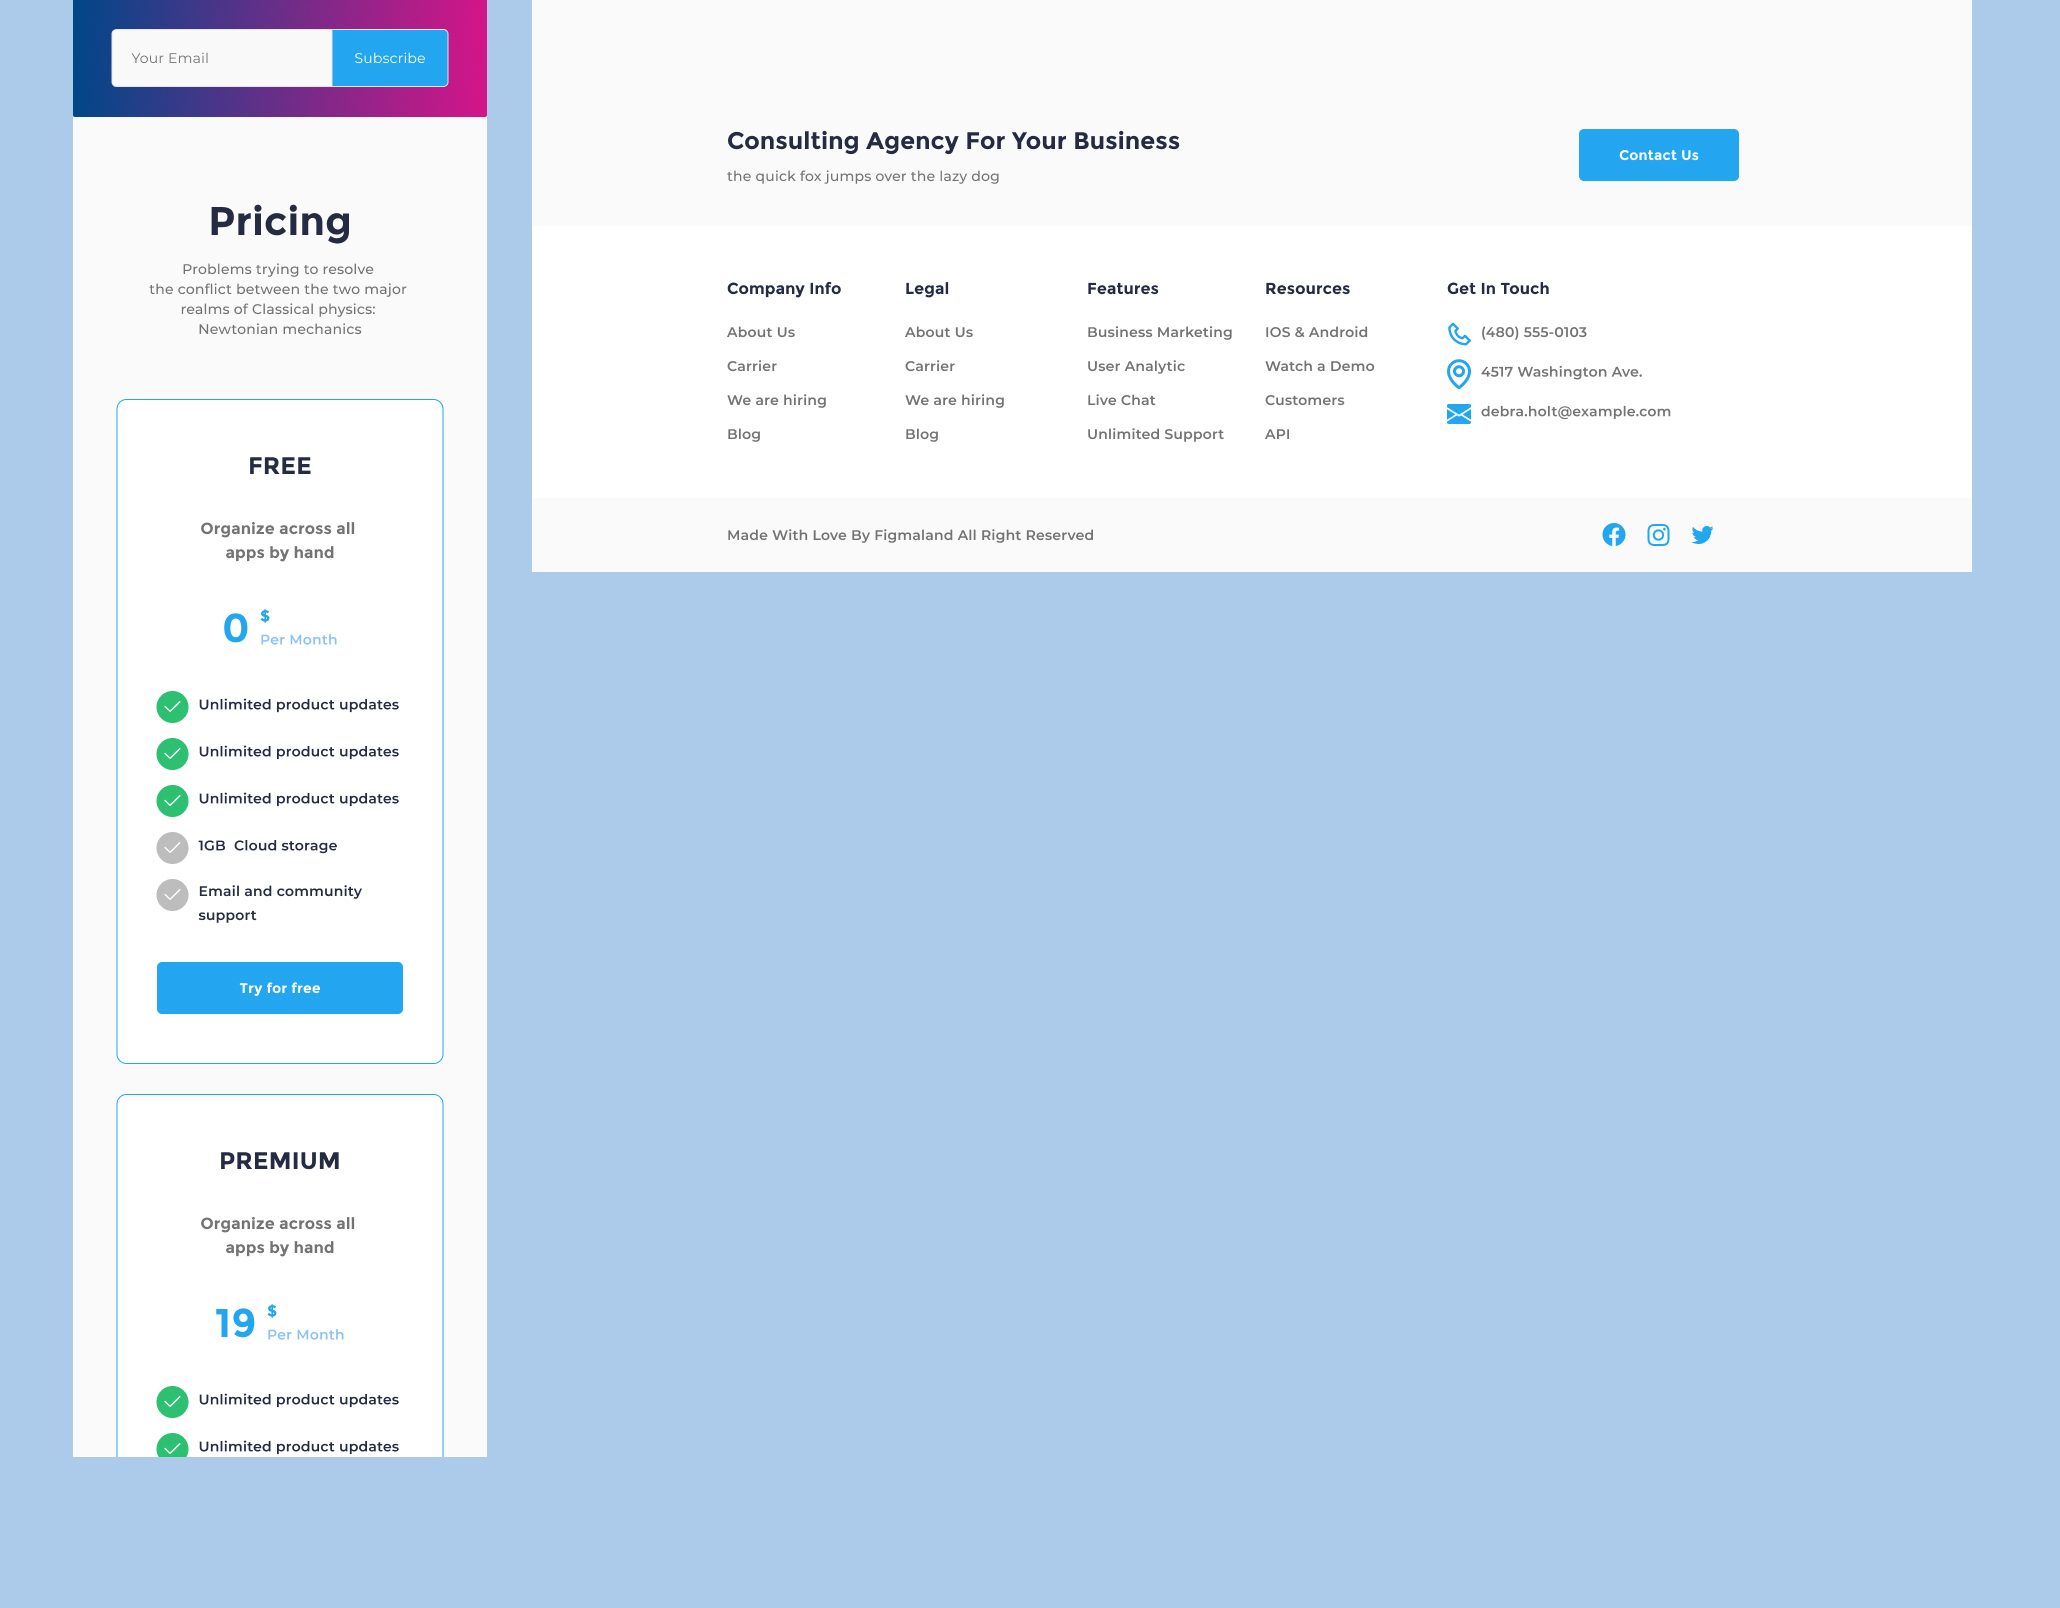 Your Email
Subscribe
Pricing
Problems trying to resolve
the conflict between the two major
realms of Classical physics:
Newtonian mechanics
FREE
Organize across all
apps by hand
0
$
Per Month
Unlimited product updates
Unlimited product updates
Unlimited product updates
1GB  Cloud storage
Email and community
support
Try for free
PREMIUM
Organize across all
apps by hand
19
$
Per Month
Unlimited product updates
Unlimited product updates
Consulting Agency For Your Business
the quick fox jumps over the lazy dog
Contact Us
Company Info
About Us
Carrier
We are hiring
Blog
Legal
About Us
Carrier
We are hiring
Blog
Features
Business Marketing
User Analytic
Live Chat
Unlimited Support
Resources
IOS & Android
Watch a Demo
Customers
API
Get In Touch
(480) 555-0103
4517 Washington Ave.
debra.holt@example.com
Made With Love By Figmaland All Right Reserved